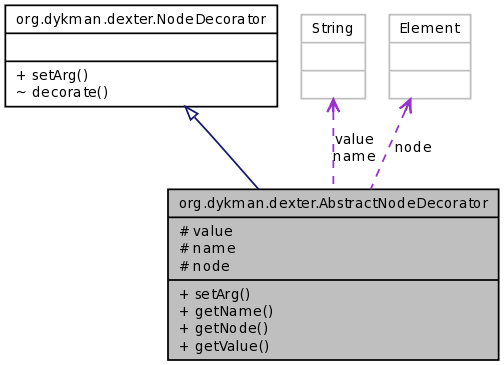 org.dykman.dexter.NodeDecorator
+ setArg()
~ decorate()
String
Element
value
name
node
org.dykman.dexter.AbstractNodeDecorator
# value
# name
# node
+ setArg()
+ getName()
+ getNode()
+ getValue()